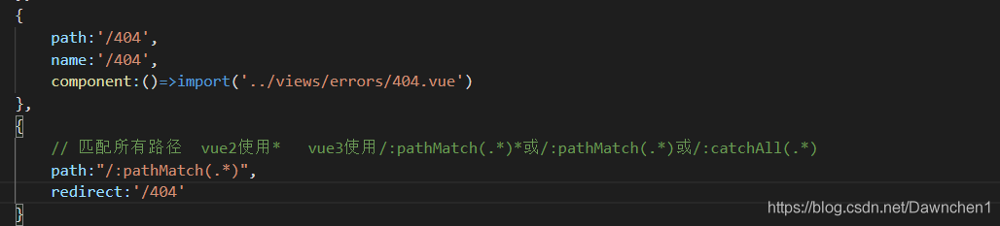 {
path:'/404',
name:'/404',
component:()=>import('../views/errors/404.vue')
},
{
// 匹配所有路径  vue2使用*   vue3使用/:pathMatch(.*)*或/:pathMatch(.*)或/:catchAll(.*)
path:"/:pathMatch(.*)",
redirect:'/404'
}
https://blog.csdn.net/Dawnchen1